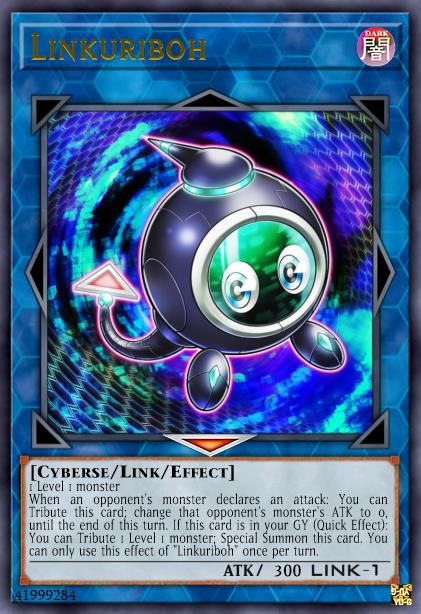 LINKURIBOH
DARK
闇
[CYBERSE/LINK/EFFECT]
1 Level 1 monster
When an opponent's monster declares an attack: You can
Tribute this card; change that opponent's monster's ATK to 0,
until the end of this turn. If this card is in your GY (Quick Effect):
You can Tribute 1 Level 1 monster; Special Summon this card. You
can only use this effect of "Linkuriboh" once per turn.
ATK/ 300 LINK-1
41999284